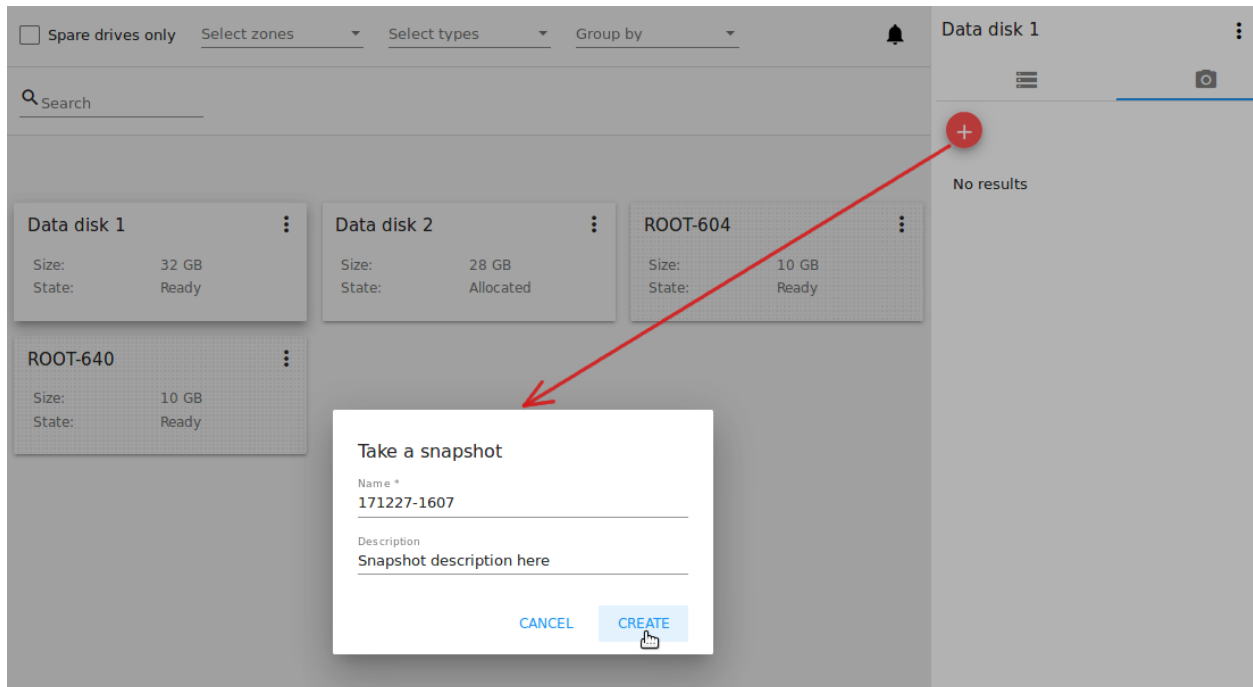 Spare drives only Select zones Select types Group by
Search
Data disk 1
Size: 32 GB
State: Ready
Data disk 2
Size: 28 GB
State: Allocated
ROOT-604
Size: 10 GB
State: Ready
ROOT-640
Size: 10 GB
State: Ready
Data disk 1
No results
Take a snapshot
Name *
171227-1607
Description
Snapshot description here
CANCEL CREATE